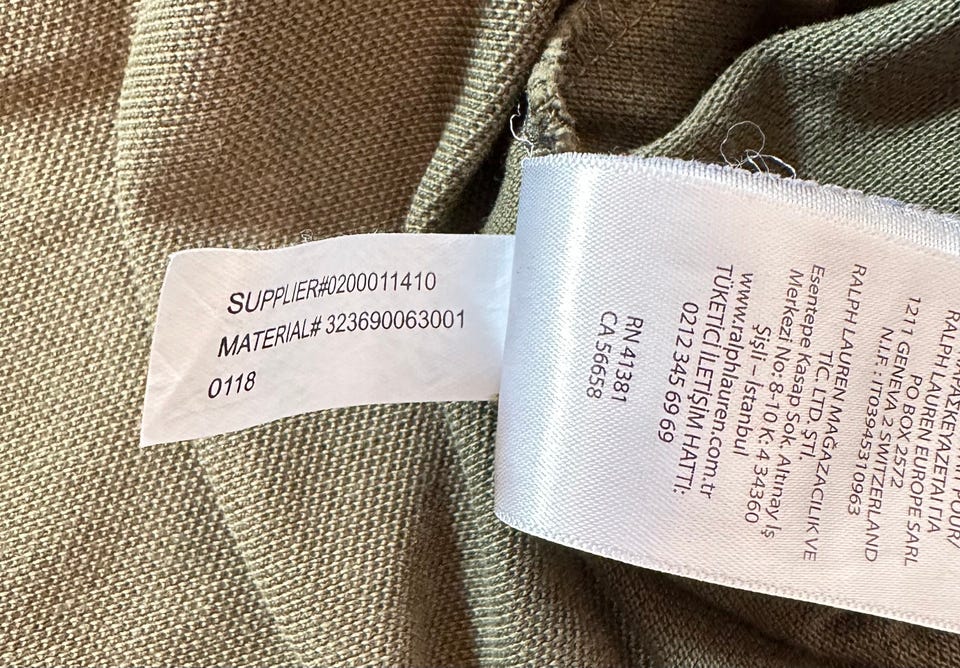 SUPPLIER#0200011410
MATERIAL# 323690063001
0118
RALPH LAUREN EUROPE SARL
PO BOX 2572
1211 GENEVA 2 SWITZERLAND
N.I.F.: IT03945310963
RALPH LAUREN MAGAZACILIK VE
TİC. LTD. ŞTİ.
Esentepe Kasap Sok. Altınay İş
Merkezi No: 8-10 K: 4 34360
Şişli – İstanbul
www.ralphlauren.com.tr
TÜKETİCİ İLETİŞİM HATTI:
0212 345 69 69
RN 41381
CA 56658